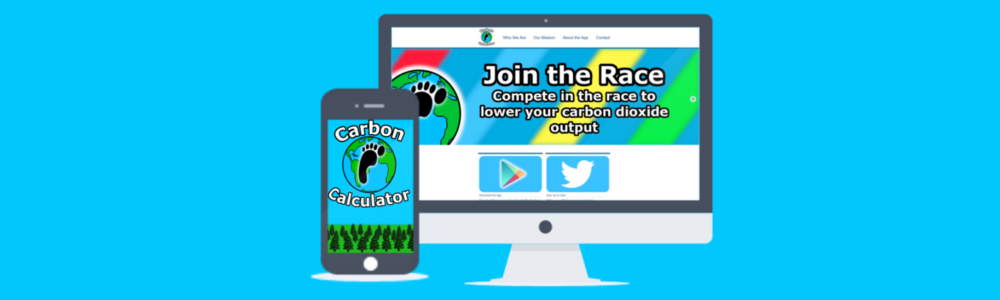 Who We Are Our Mission About the App Contact
Join the Race
Compete in the race to
lower your carbon dioxide
output
Carbon
Calculator